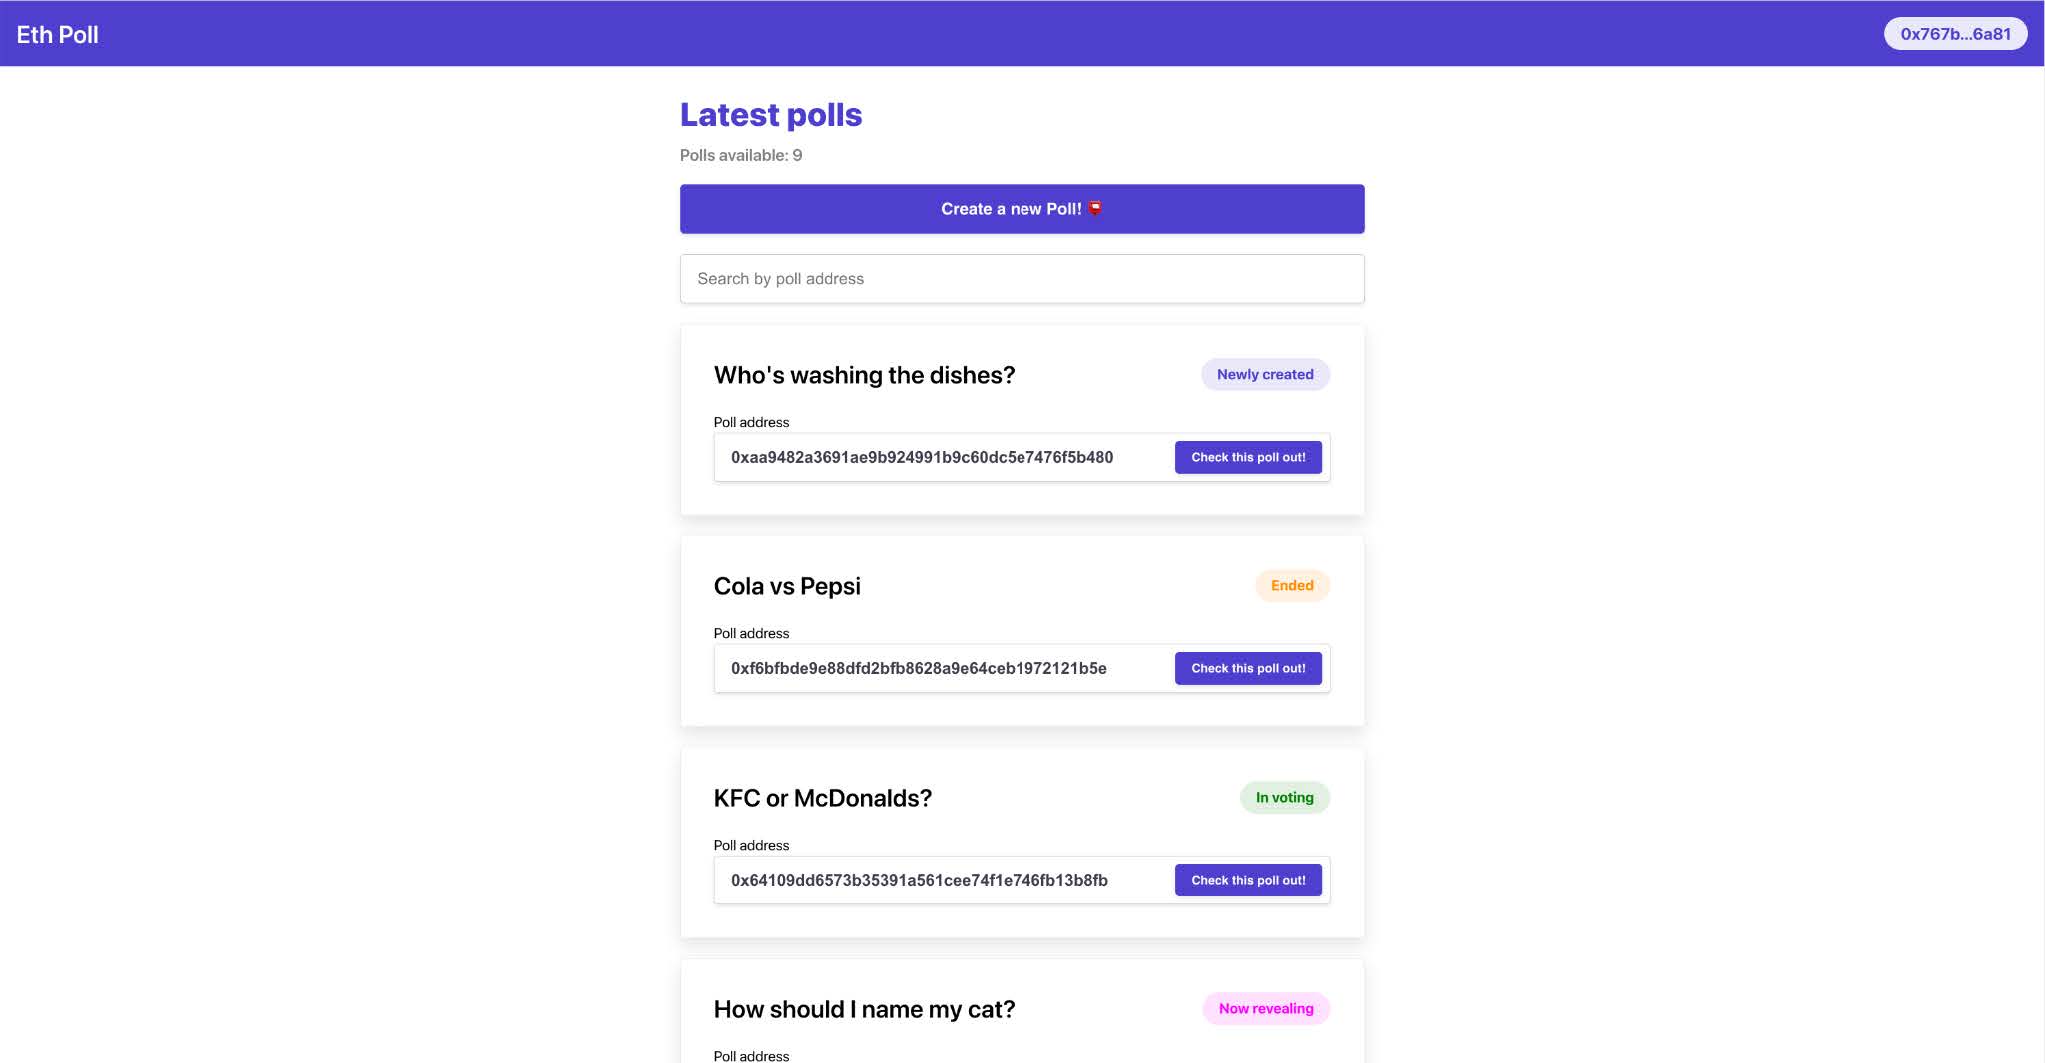 Eth Poll
0x767b...6a81
Latest polls
Polls available: 9
Create a new Poll!
Search by poll address
Who's washing the dishes?
Newly created
Poll address
0xaa9482a3691ae9b924991b9c60dc5e7476f5b480
Check this poll out!
Cola vs Pepsi
Ended
Poll address
0xf6bfbde9e88dfd2bfb8628a9e64ceb1972121b5e
Check this poll out!
KFC or McDonalds?
In voting
Poll address
0x64109dd6573b35391a561cee74f1e746fb13b8fb
Check this poll out!
How should I name my cat?
Now revealing
Poll address